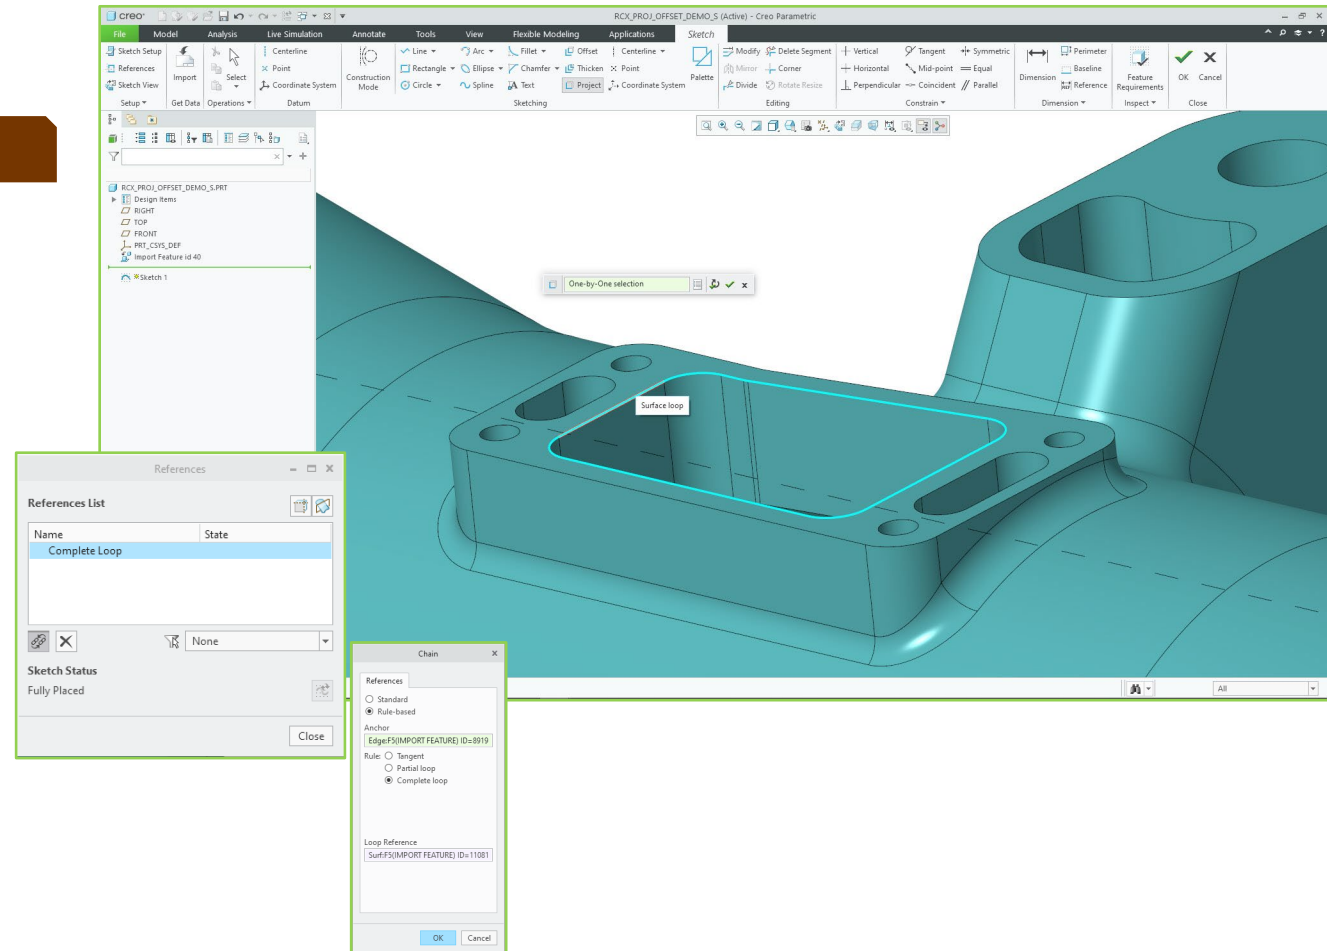 creo·
RCX_PROJ_OFFSET_DEMO_S (Active) - Creo Parametric
File Model Analysis Live Simulation Annotate Tools View Flexible Modeling Applications Sketch
Sketch Setup
References
Sketch View
Setup
Import
Get Data
Select
Operations
Centerline
Point
Coordinate System
Datum
Construction Mode
Line Arc Fillet Offset Centerline
Rectangle Ellipse Chamfer Thicken Point
Circle Spline Text Project Coordinate System
Sketching
Palette
Modify Delete Segment
Mirror Corner
Divide Rotate Resize
Editing
Vertical Tangent Symmetric
Horizontal Mid-point Equal
Perpendicular Coincident Parallel
Constrain
Dimension
Perimeter
Baseline
Reference
Dimension
Feature Requirements
Inspect
OK Cancel
Close
RCX_PROJ_OFFSET_DEMO_S.PRT
Design Items
RIGHT
TOP
FRONT
PRT_CSYS_DEF
Import Feature id 40
Sketch 1
One-by-One selection
Surface loop
References
References List
Name State
Complete Loop
None
Sketch Status
Fully Placed
Close
Chain
References
Standard
Rule-based
Anchor
Edge:F5(IMPORT FEATURE) ID=8919
Rule: Tangent
Partial loop
Complete loop
Loop Reference
Surf:F5(IMPORT FEATURE) ID=11081
OK Cancel
All